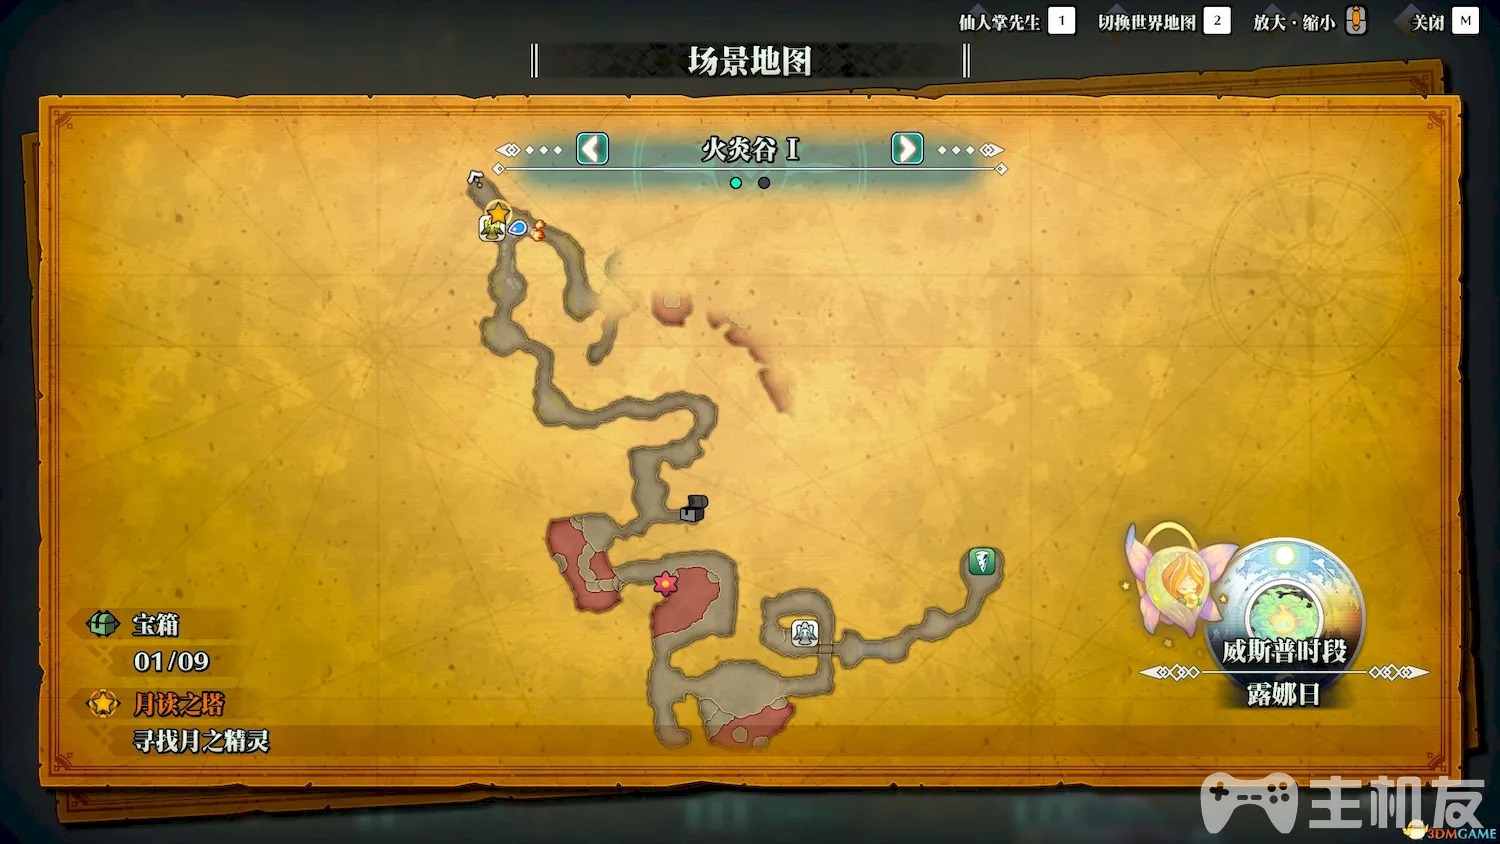 仙人掌先生 1 切换世界地图 2 放大·缩小 关闭 M
场景地图
火炎谷 I
宝箱
01/09
月读之塔
寻找月之精灵
威斯普时段
露娜日
主机友
3DMGAME